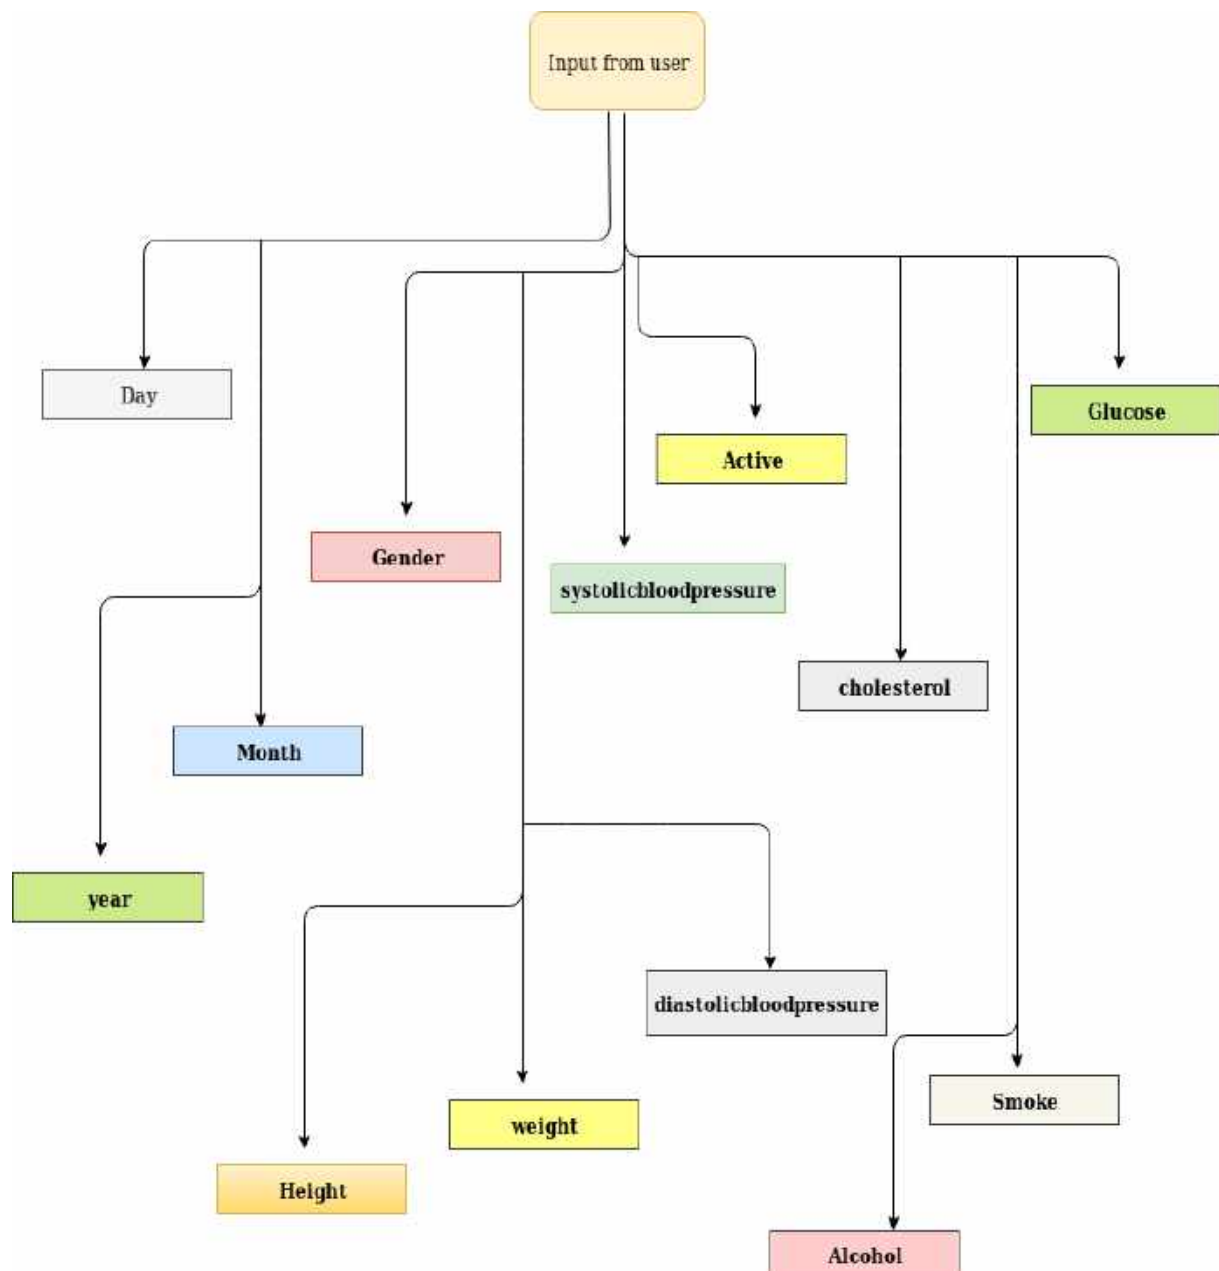 Input from user
Day
Glucose
Active
Gender
systolicbloodpressure
cholesterol
Month
year
diastolicbloodpressure
Smoke
weight
Height
Alcohol